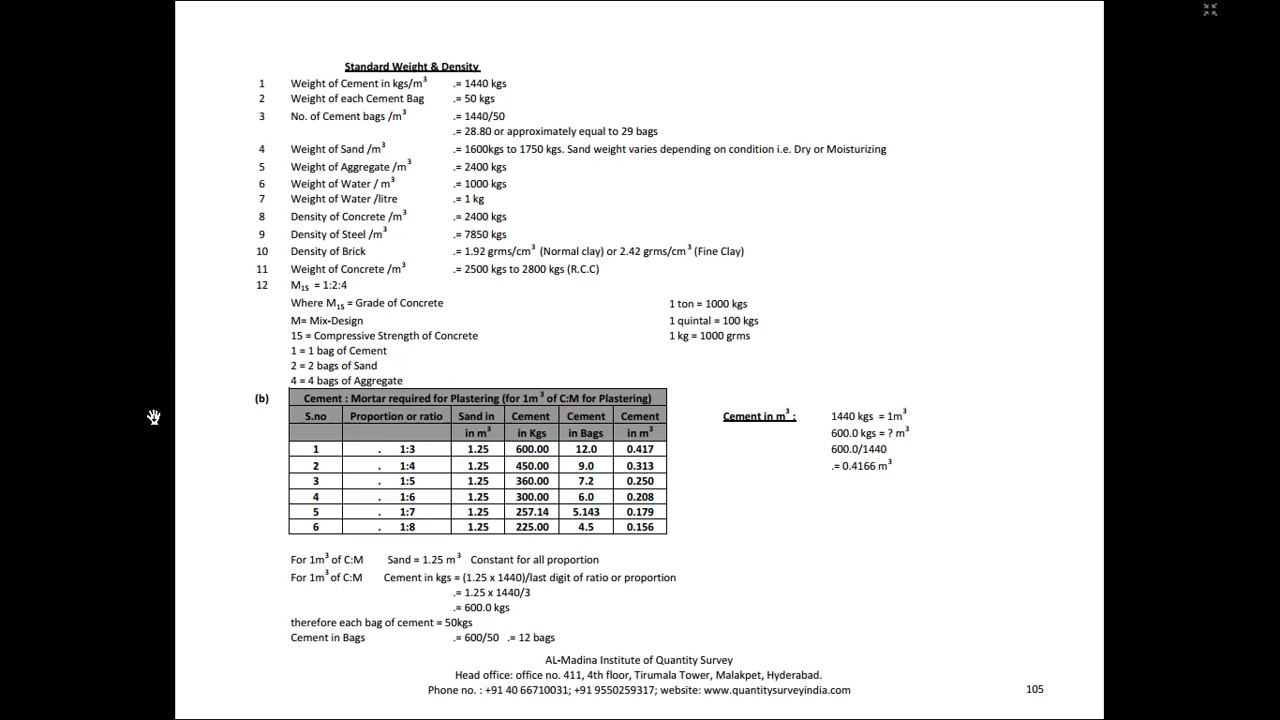 Standard Weight & Density
1 Weight of Cement in kgs/m³ .= 1440 kgs
2 Weight of each Cement Bag .= 50 kgs
3 No. of Cement bags /m³ .= 1440/50
.= 28.80 or approximately equal to 29 bags
4 Weight of Sand /m³ .= 1600kgs to 1750 kgs. Sand weight varies depending on condition i.e. Dry or Moisturizing
5 Weight of Aggregate /m³ .= 2400 kgs
6 Weight of Water / m³ .= 1000 kgs
7 Weight of Water /litre .= 1 kg
8 Density of Concrete /m³ .= 2400 kgs
9 Density of Steel /m³ .= 7850 kgs
10 Density of Brick .= 1.92 grms/cm³ (Normal clay) or 2.42 grms/cm³ (Fine Clay)
11 Weight of Concrete /m³ .= 2500 kgs to 2800 kgs (R.C.C)
12 M₁₅ = 1:2:4
Where M₁₅ = Grade of Concrete 1 ton = 1000 kgs
M= Mix-Design 1 quintal = 100 kgs
15 = Compressive Strength of Concrete 1 kg = 1000 grms
1 = 1 bag of Cement
2 = 2 bags of Sand
4 = 4 bags of Aggregate
(b) Cement : Mortar required for Plastering (for 1m³ of C:M for Plastering)
S.no Proportion or ratio Sand in Cement Cement Cement Cement in m³ : 1440 kgs = 1m³
in m³ in Kgs in Bags in m³ 600.0 kgs = ? m³
1 . 1:3 1.25 600.00 12.0 0.417 600.0/1440
2 . 1:4 1.25 450.00 9.0 0.313 .= 0.4166 m³
3 . 1:5 1.25 360.00 7.2 0.250
4 . 1:6 1.25 300.00 6.0 0.208
5 . 1:7 1.25 257.14 5.143 0.179
6 . 1:8 1.25 225.00 4.5 0.156
For 1m³ of C:M Sand = 1.25 m³ Constant for all proportion
For 1m³ of C:M Cement in kgs = (1.25 x 1440)/last digit of ratio or proportion
.= 1.25 x 1440/3
.= 600.0 kgs
therefore each bag of cement = 50kgs
Cement in Bags .= 600/50 .= 12 bags
AL-Madina Institute of Quantity Survey
Head office: office no. 411, 4th floor, Tirumala Tower, Malakpet, Hyderabad.
Phone no. : +91 40 66710031; +91 9550259317; website: www.quantitysurveyindia.com 105